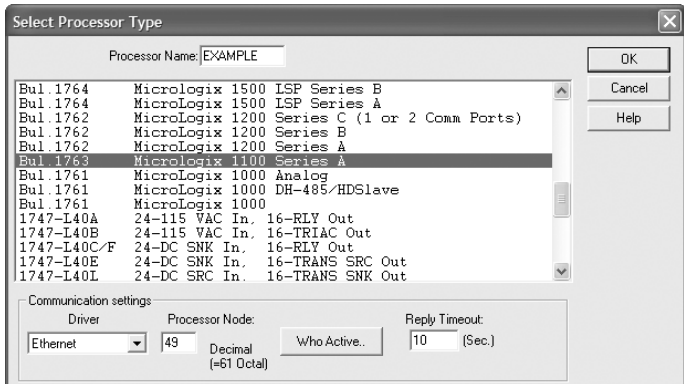 Select Processor Type
Processor Name: EXAMPLE
OK
Cancel
Help
Bul.1764 MicroLogix 1500 LSP Series B
Bul.1764 MicroLogix 1500 LSP Series A
Bul.1762 MicroLogix 1200 Series C (1 or 2 Comm Ports)
Bul.1762 MicroLogix 1200 Series B
Bul.1762 MicroLogix 1200 Series A
Bul.1763 MicroLogix 1100 Series A
Bul.1761 MicroLogix 1000 Analog
Bul.1761 MicroLogix 1000 DH-485/HDSlave
Bul.1761 MicroLogix 1000
1747-L40A 24-115 VAC In, 16-RLY Out
1747-L40B 24-115 VAC In, 16-TRIAC Out
1747-L40C/F 24-DC SNK In, 16-RLY Out
1747-L40E 24-DC SNK In, 16-TRANS SRC Out
1747-L40L 24-DC SRC In, 16-TRANS SNK Out
Communication settings
Driver Processor Node: Reply Timeout:
Ethernet 49 Decimal Who Active.. 10 (Sec.)
(=61 Octal)